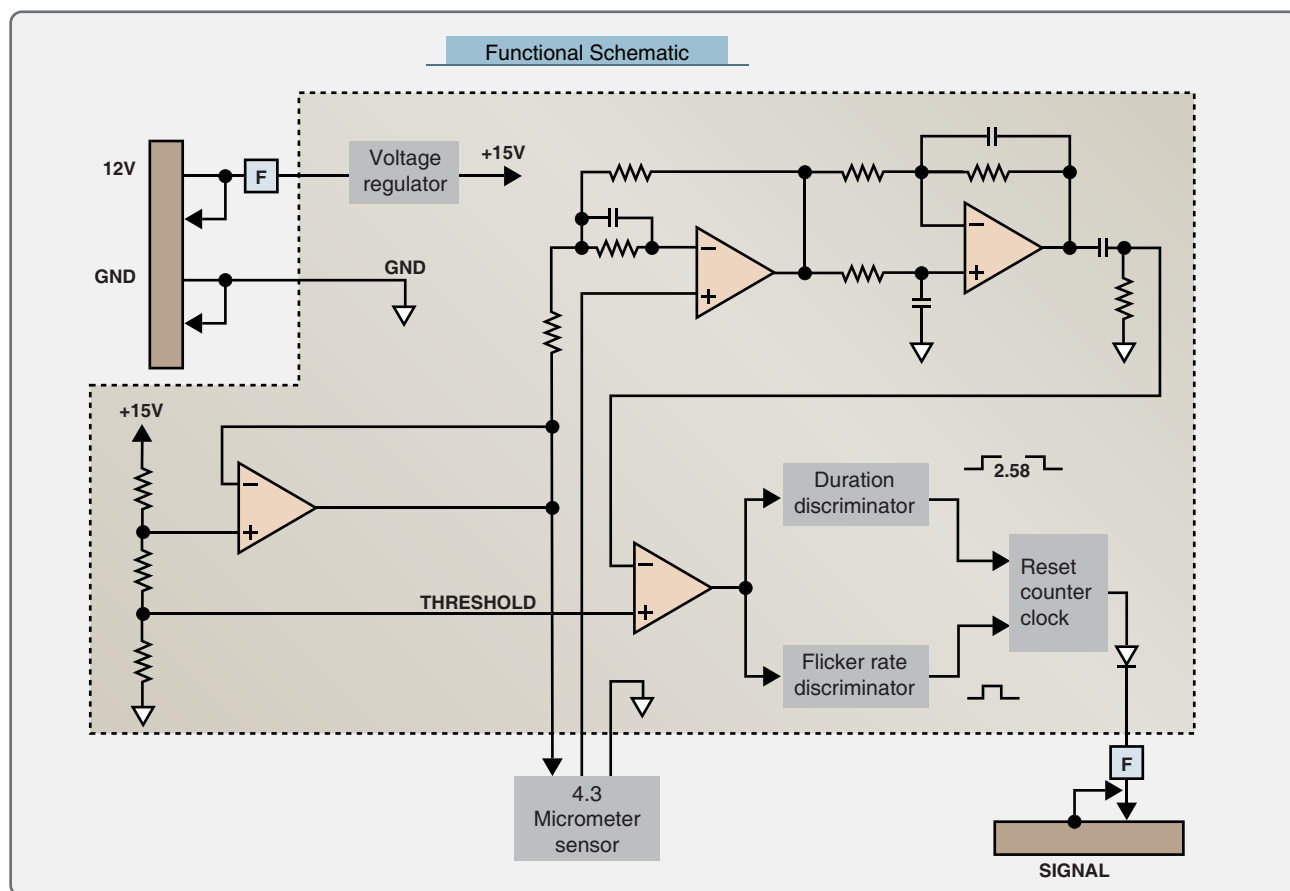 Functional Schematic
12V
F
Voltage
regulator
+15V
GND
GND
+15V
THRESHOLD
Duration
discriminator
2.58
Reset
counter
clock
Flicker rate
discriminator
4.3
Micrometer
sensor
F
SIGNAL